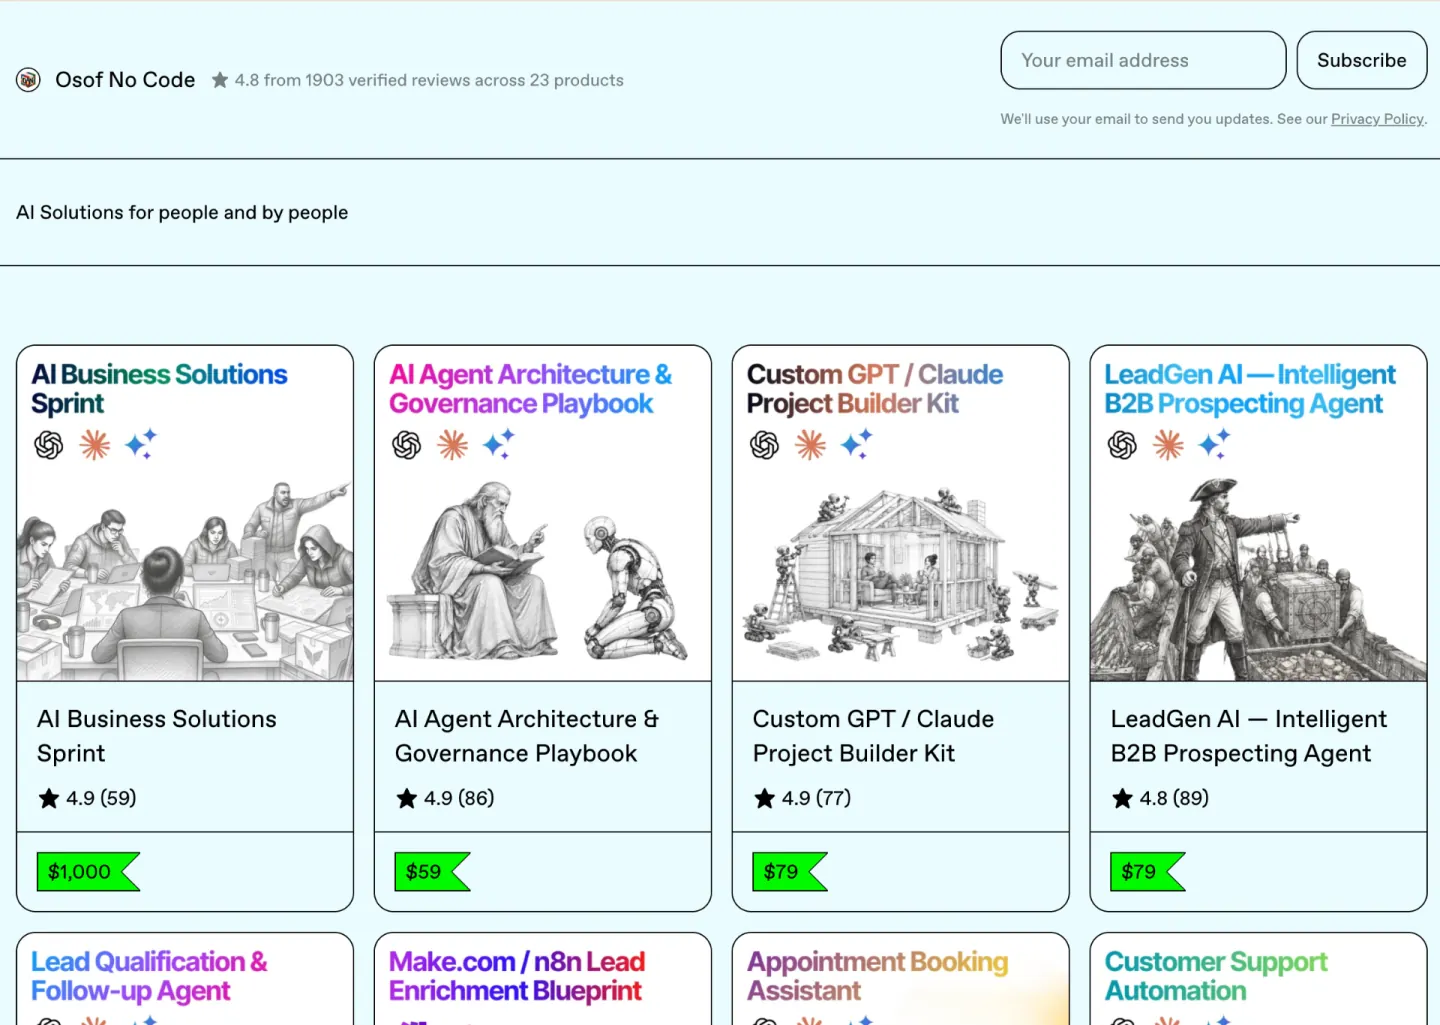 Osof No Code
4.8 from 1903 verified reviews across 23 products
Your email address
Subscribe
We'll use your email to send you updates. See our Privacy Policy.
AI Solutions for people and by people
AI Business Solutions
Sprint
AI Business Solutions
Sprint
4.9 (59)
$1,000
AI Agent Architecture &
Governance Playbook
AI Agent Architecture &
Governance Playbook
4.9 (86)
$59
Custom GPT / Claude
Project Builder Kit
Custom GPT / Claude
Project Builder Kit
4.9 (77)
$79
LeadGen AI — Intelligent
B2B Prospecting Agent
LeadGen AI — Intelligent
B2B Prospecting Agent
4.8 (89)
$79
Lead Qualification &
Follow-up Agent
Make.com / n8n Lead
Enrichment Blueprint
Appointment Booking
Assistant
Customer Support
Automation